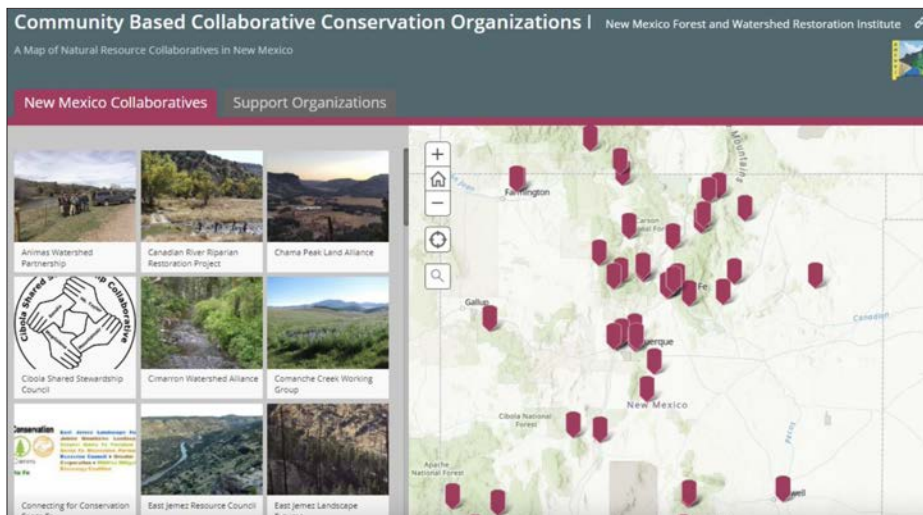 Community Based Collaborative Conservation Organizations |
New Mexico Forest and Watershed Restoration Institute
A Map of Natural Resource Collaboratives in New Mexico
New Mexico Collaboratives
Support Organizations
Animas Watershed
Partnership
Canadian River Riparian
Restoration Project
Chama Peak Land Alliance
Cibola Shared Stewardship
Council
Cimarron Watershed Alliance
Comanche Creek Working
Group
Connecting for Conservation
East Jemez Resource Council
East Jemez Landscape
+
−
Farmington
Carson
Gallup
New Mexico
Cibola National
Forest
Apache
National Forest
Canadian
Pecos